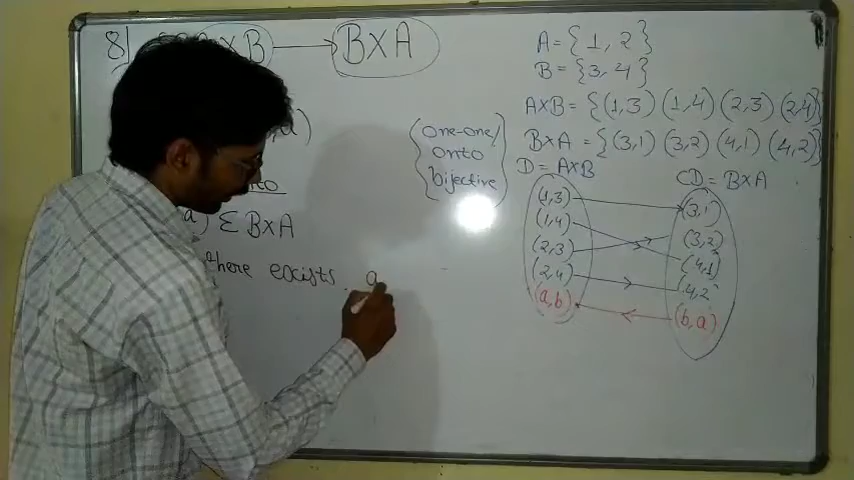 8) A×B → B×A
a)
onto
a) ∈ B×A
there exists a
{one-one/
onto
bijective}
A = {1, 2}
B = {3, 4}
A×B = {(1,3) (1,4) (2,3) (2,4)}
B×A = {(3,1) (3,2) (4,1) (4,2)}
D = A×B
CD = B×A
(1,3) (3,1)
(1,4) (3,2)
(2,3) (4,1)
(2,4) (4,2)
(a,b) (b,a)